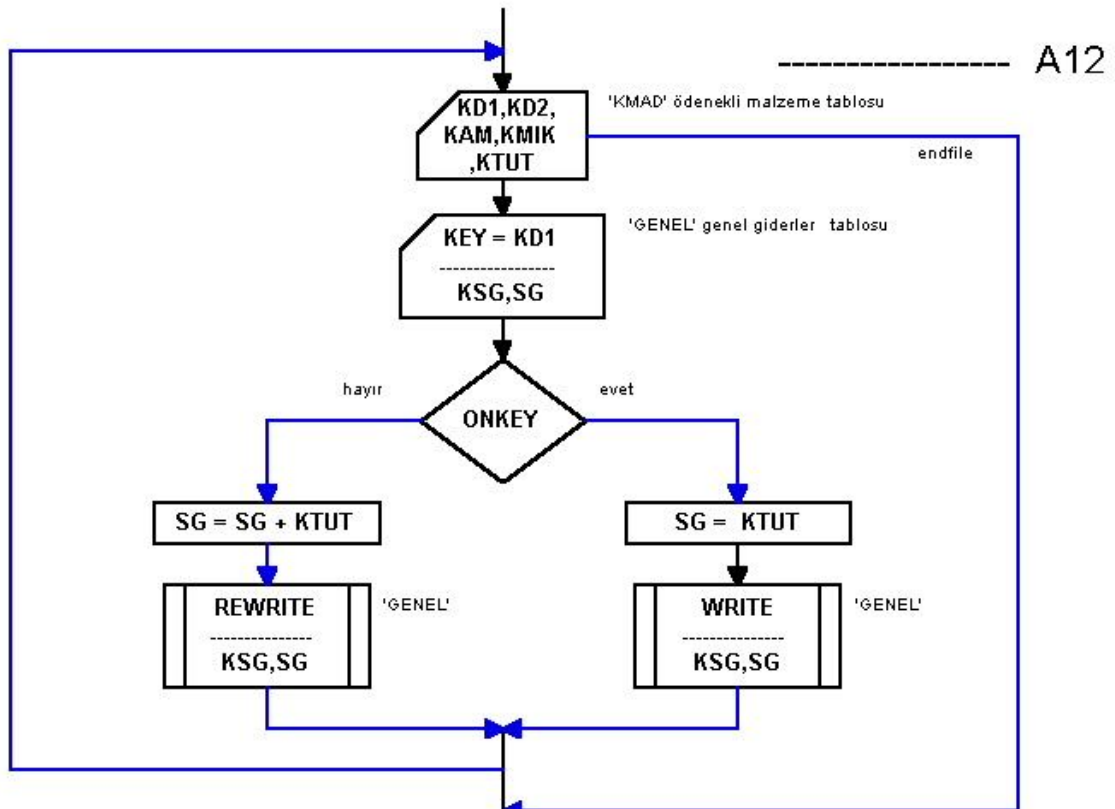 ----------------- A12
KD1,KD2,
KAM,KMIK
,KTUT
'KMAD' ödenekli malzeme tablosu
endfile
KEY = KD1
------------------
KSG,SG
'GENEL' genel giderler tablosu
hayır
evet
ONKEY
SG = SG + KTUT
SG = KTUT
REWRITE
----------------
KSG,SG
'GENEL'
WRITE
----------------
KSG,SG
'GENEL'